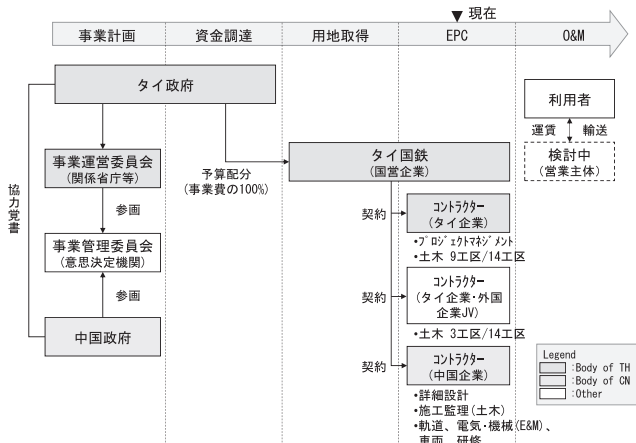 ▼ 現在
事業計画
資金調達
用地取得
EPC
O&M
タイ政府
利用者
運賃
輸送
検討中
(営業主体)
事業運営委員会
(関係省庁等)
予算配分
(事業費の100%)
タイ国鉄
(国営企業)
協力覚書
参画
事業管理委員会
(意思決定機関)
参画
中国政府
契約
コントラクター
(タイ企業)
•プロジェクトマネジメント
•土木 9工区/14工区
契約
コントラクター
(タイ企業・外国
企業JV)
•土木 3工区/14工区
契約
コントラクター
(中国企業)
•詳細設計
•施工監理(土木)
•軌道、電気・機械(E&M)、
車両、研修
Legend
:Body of TH
:Body of CN
:Other